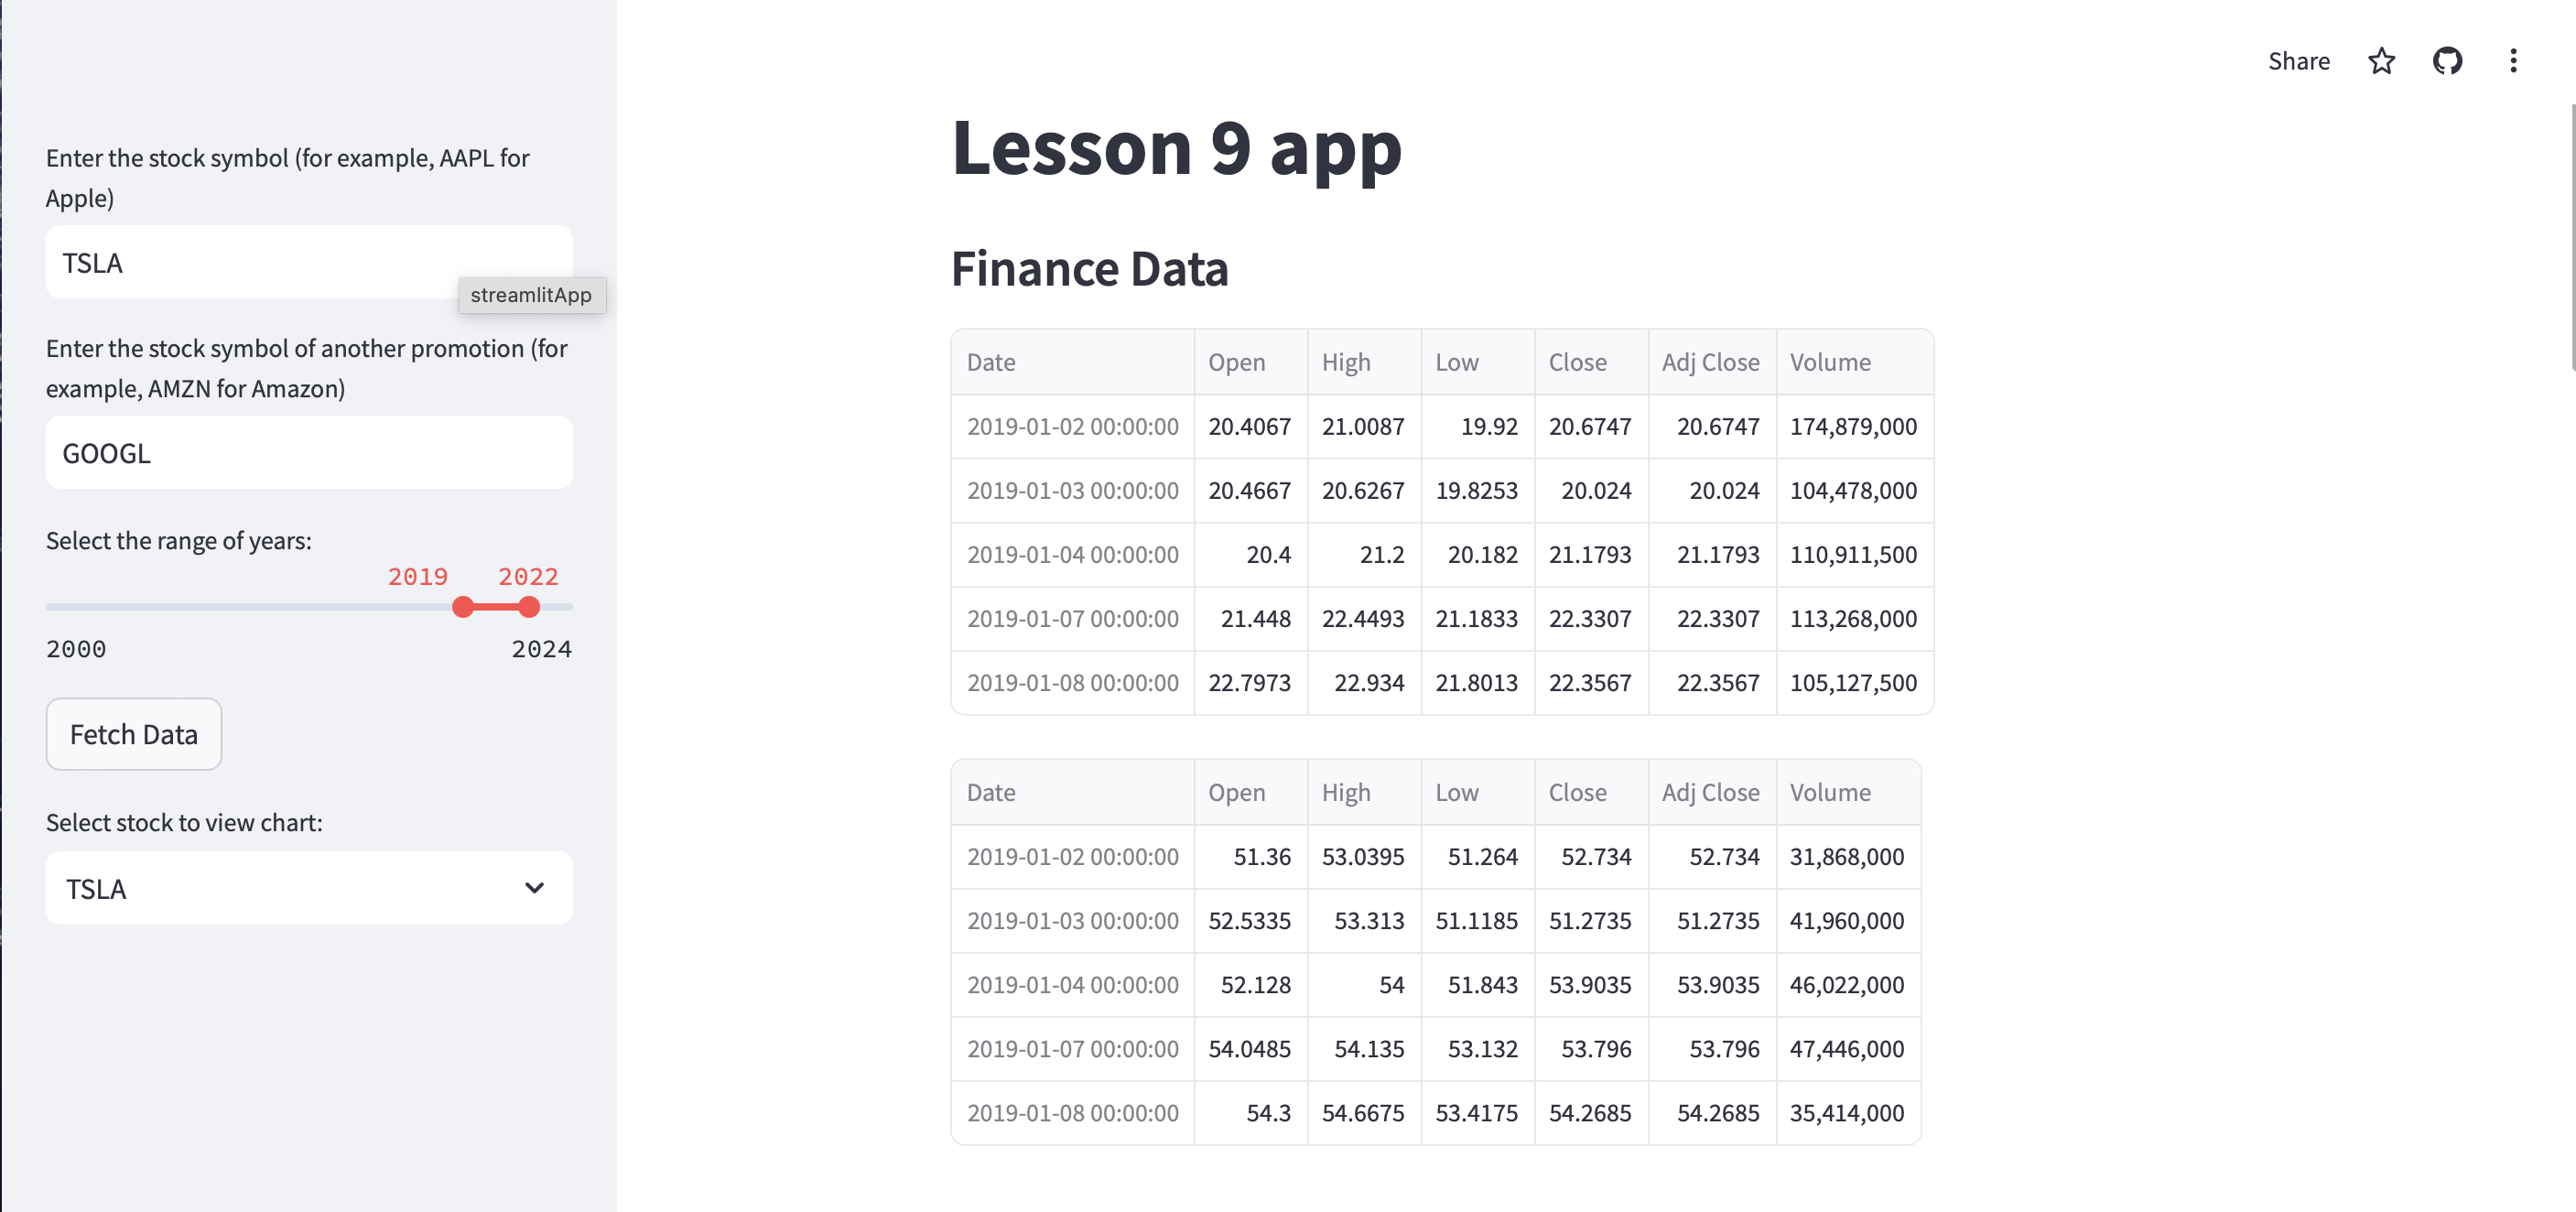 Share
Enter the stock symbol (for example, AAPL for
Apple)
TSLA
streamlitApp
Enter the stock symbol of another promotion (for
example, AMZN for Amazon)
GOOGL
Select the range of years:
2019 2022
2000 2024
Fetch Data
Select stock to view chart:
TSLA
Lesson 9 app
Finance Data
Date Open High Low Close Adj Close Volume
2019-01-02 00:00:00 20.4067 21.0087 19.92 20.6747 20.6747 174,879,000
2019-01-03 00:00:00 20.4667 20.6267 19.8253 20.024 20.024 104,478,000
2019-01-04 00:00:00 20.4 21.2 20.182 21.1793 21.1793 110,911,500
2019-01-07 00:00:00 21.448 22.4493 21.1833 22.3307 22.3307 113,268,000
2019-01-08 00:00:00 22.7973 22.934 21.8013 22.3567 22.3567 105,127,500
Date Open High Low Close Adj Close Volume
2019-01-02 00:00:00 51.36 53.0395 51.264 52.734 52.734 31,868,000
2019-01-03 00:00:00 52.5335 53.313 51.1185 51.2735 51.2735 41,960,000
2019-01-04 00:00:00 52.128 54 51.843 53.9035 53.9035 46,022,000
2019-01-07 00:00:00 54.0485 54.135 53.132 53.796 53.796 47,446,000
2019-01-08 00:00:00 54.3 54.6675 53.4175 54.2685 54.2685 35,414,000